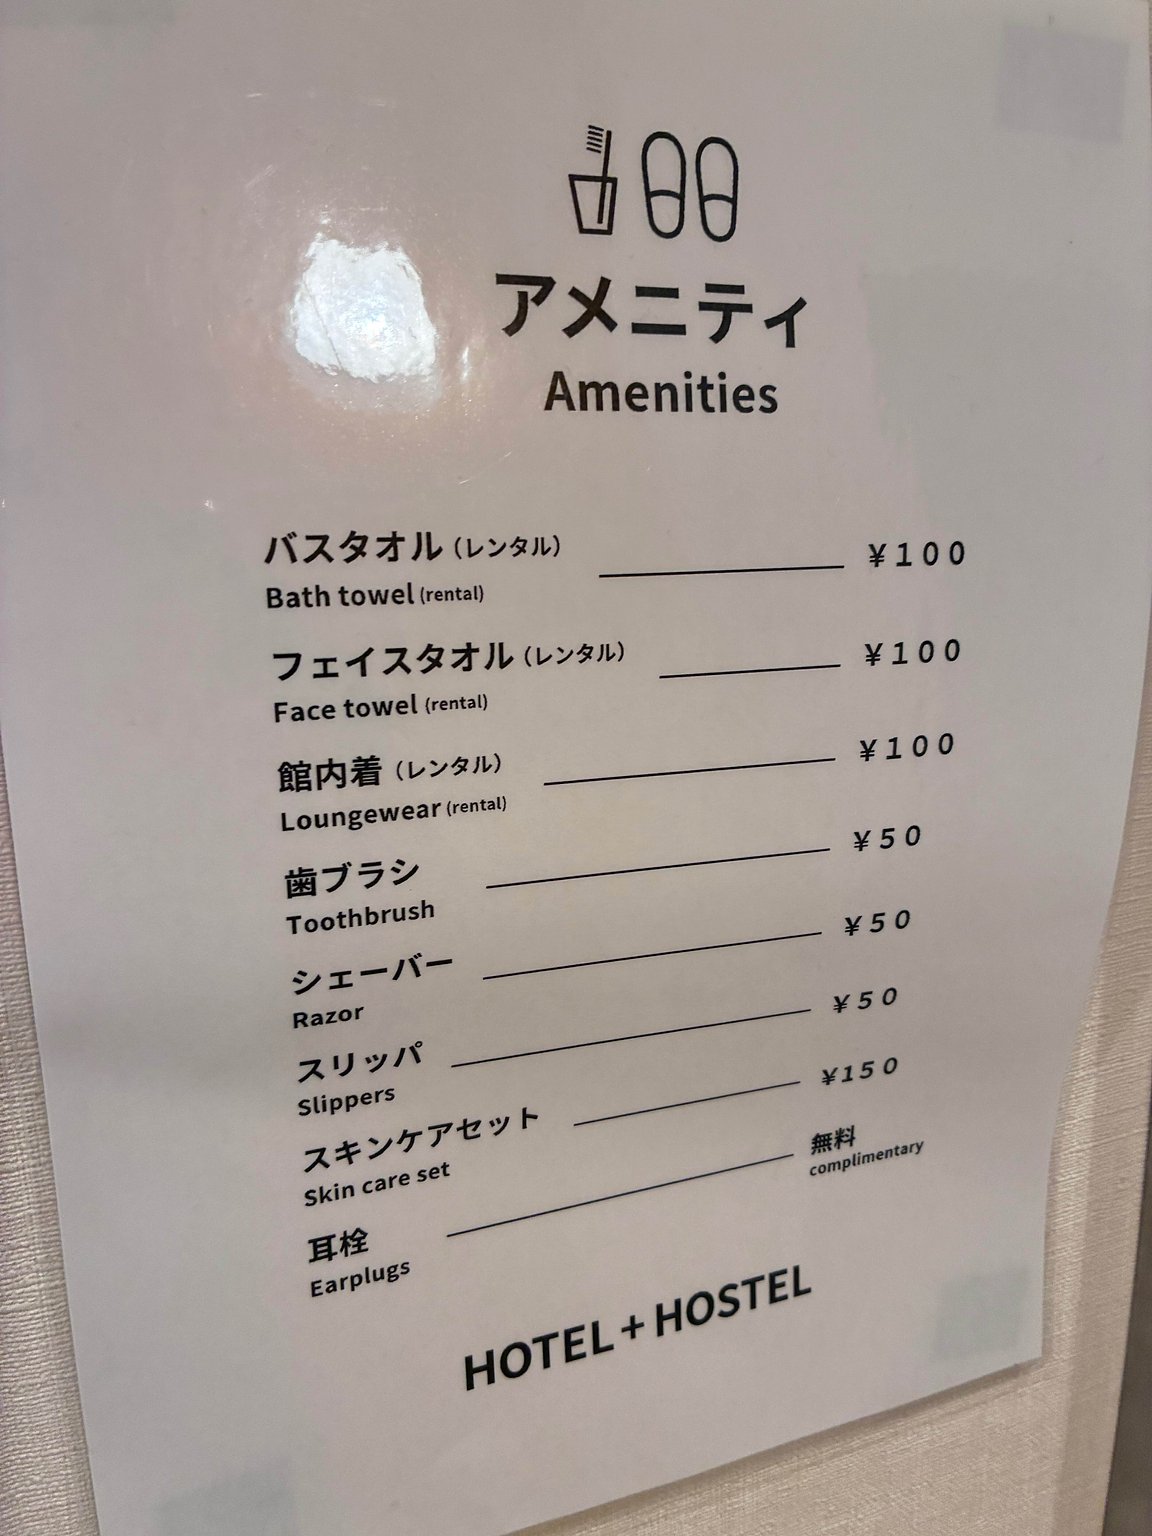 アメニティ
Amenities
バスタオル（レンタル） ¥100
Bath towel (rental)
フェイスタオル（レンタル） ¥100
Face towel (rental)
館内着（レンタル） ¥100
Loungewear (rental)
歯ブラシ ¥50
Toothbrush
シェーバー ¥50
Razor
スリッパ ¥50
Slippers
スキンケアセット ¥150
Skin care set
耳栓 無料
Earplugs complimentary
HOTEL + HOSTEL